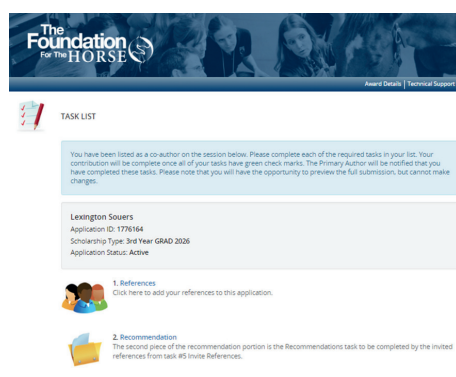 The
Foundation
FOR THE HORSE
Award Details | Technical Support
TASK LIST
You have been listed as a co-author on the session below. Please complete each of the required tasks in your list. Your
contribution will be complete once all of your tasks have green check marks. The Primary Author will be notified that you
have completed these tasks. Please note that you will have the opportunity to preview the full submission, but cannot make
changes.
Lexington Souers
Application ID: 1776164
Scholarship Type: 3rd Year GRAD 2026
Application Status: Active
1. References
Click here to add your references to this application.
2. Recommendation
The second piece of the recommendation portion is the Recommendations task to be completed by the invited
references from task #5 Invite References.